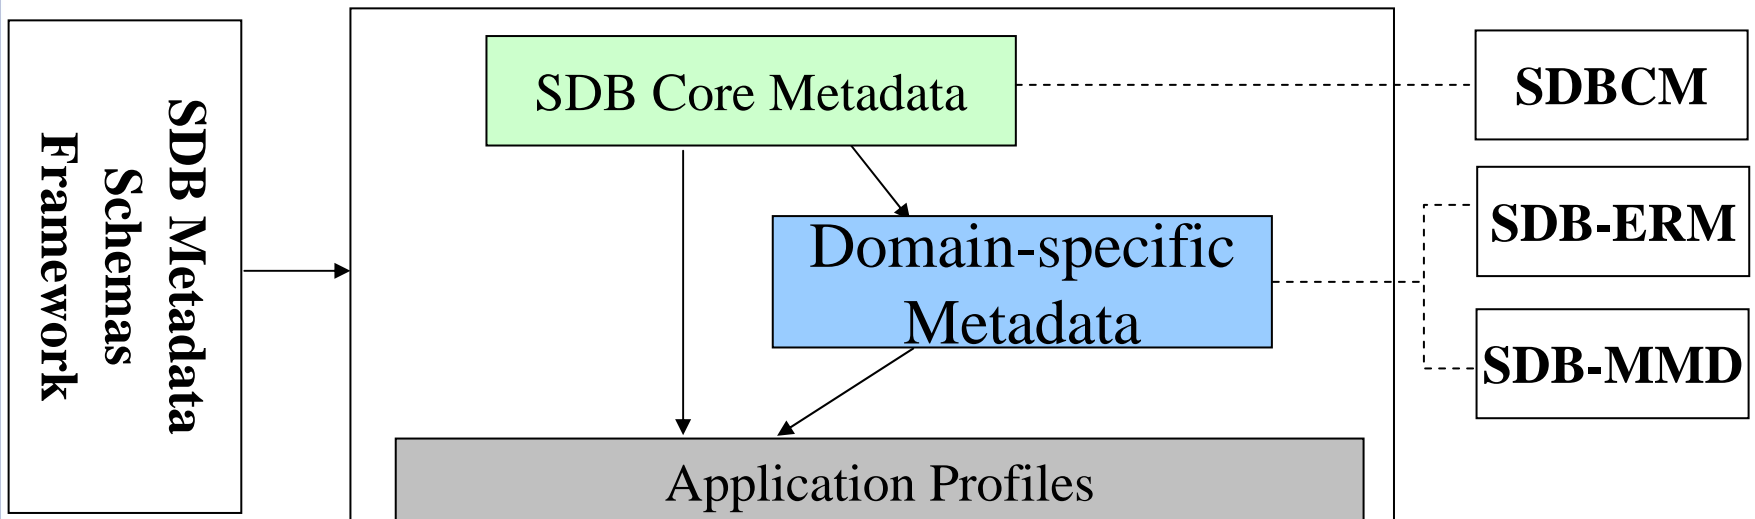 SDB Metadata
Schemas
Framework
SDB Core Metadata
Domain-specific
Metadata
Application Profiles
SDBCM
SDB-ERM
SDB-MMD